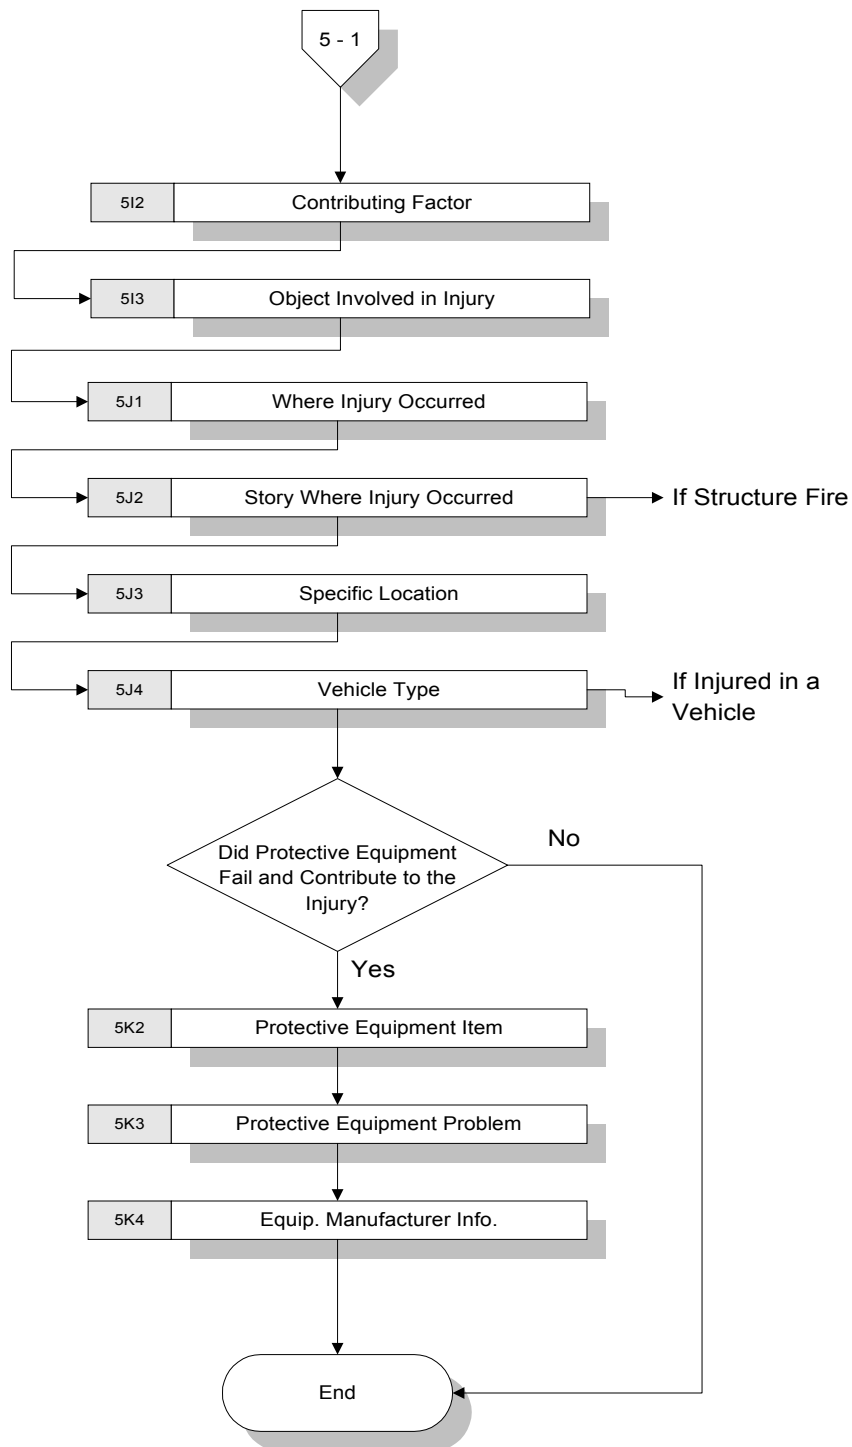 5 - 1
5I2 Contributing Factor
5I3 Object Involved in Injury
5J1 Where Injury Occurred
5J2 Story Where Injury Occurred If Structure Fire
5J3 Specific Location
5J4 Vehicle Type
If Injured in a
Vehicle
Did Protective Equipment
Fail and Contribute to the
Injury?
No
Yes
5K2 Protective Equipment Item
5K3 Protective Equipment Problem
5K4 Equip. Manufacturer Info.
End